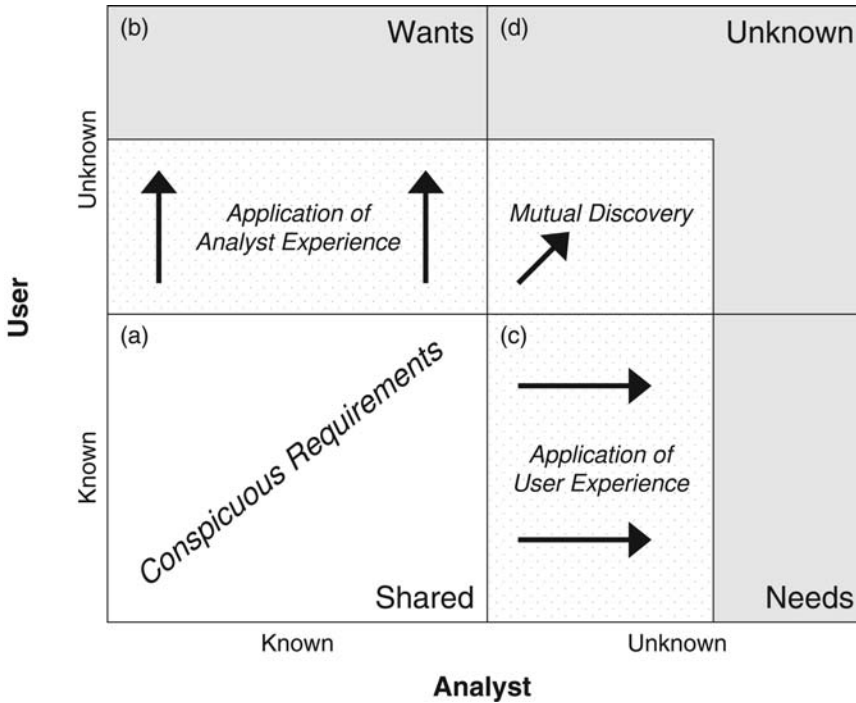 (b)
Wants
(d)
Unknown
Unknown
Application of
Analyst Experience
Mutual Discovery
User
(a)
Conspicuous Requirements
Shared
(c)
Application of
User Experience
Needs
Known
Known
Unknown
Analyst